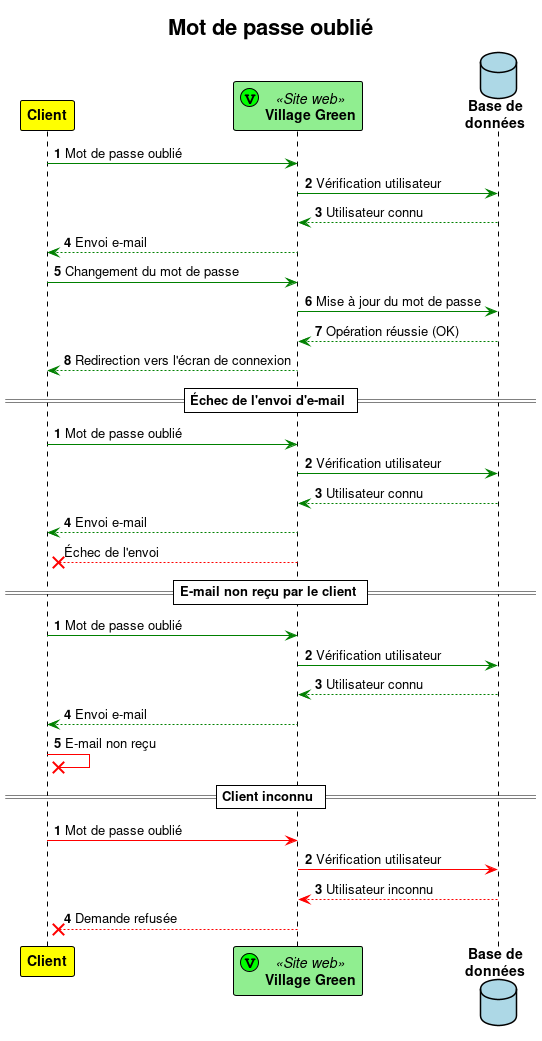 Mot de passe oublié
Client
V «Site web»
Village Green
Base de
données
1 Mot de passe oublié
2 Vérification utilisateur
3 Utilisateur connu
4 Envoi e-mail
5 Changement du mot de passe
6 Mise à jour du mot de passe
7 Opération réussie (OK)
8 Redirection vers l'écran de connexion
Échec de l'envoi d'e-mail
1 Mot de passe oublié
2 Vérification utilisateur
3 Utilisateur connu
4 Envoi e-mail
Échec de l'envoi
E-mail non reçu par le client
1 Mot de passe oublié
2 Vérification utilisateur
3 Utilisateur connu
4 Envoi e-mail
5 E-mail non reçu
Client inconnu
1 Mot de passe oublié
2 Vérification utilisateur
3 Utilisateur inconnu
4 Demande refusée
Client
V «Site web»
Village Green
Base de
données